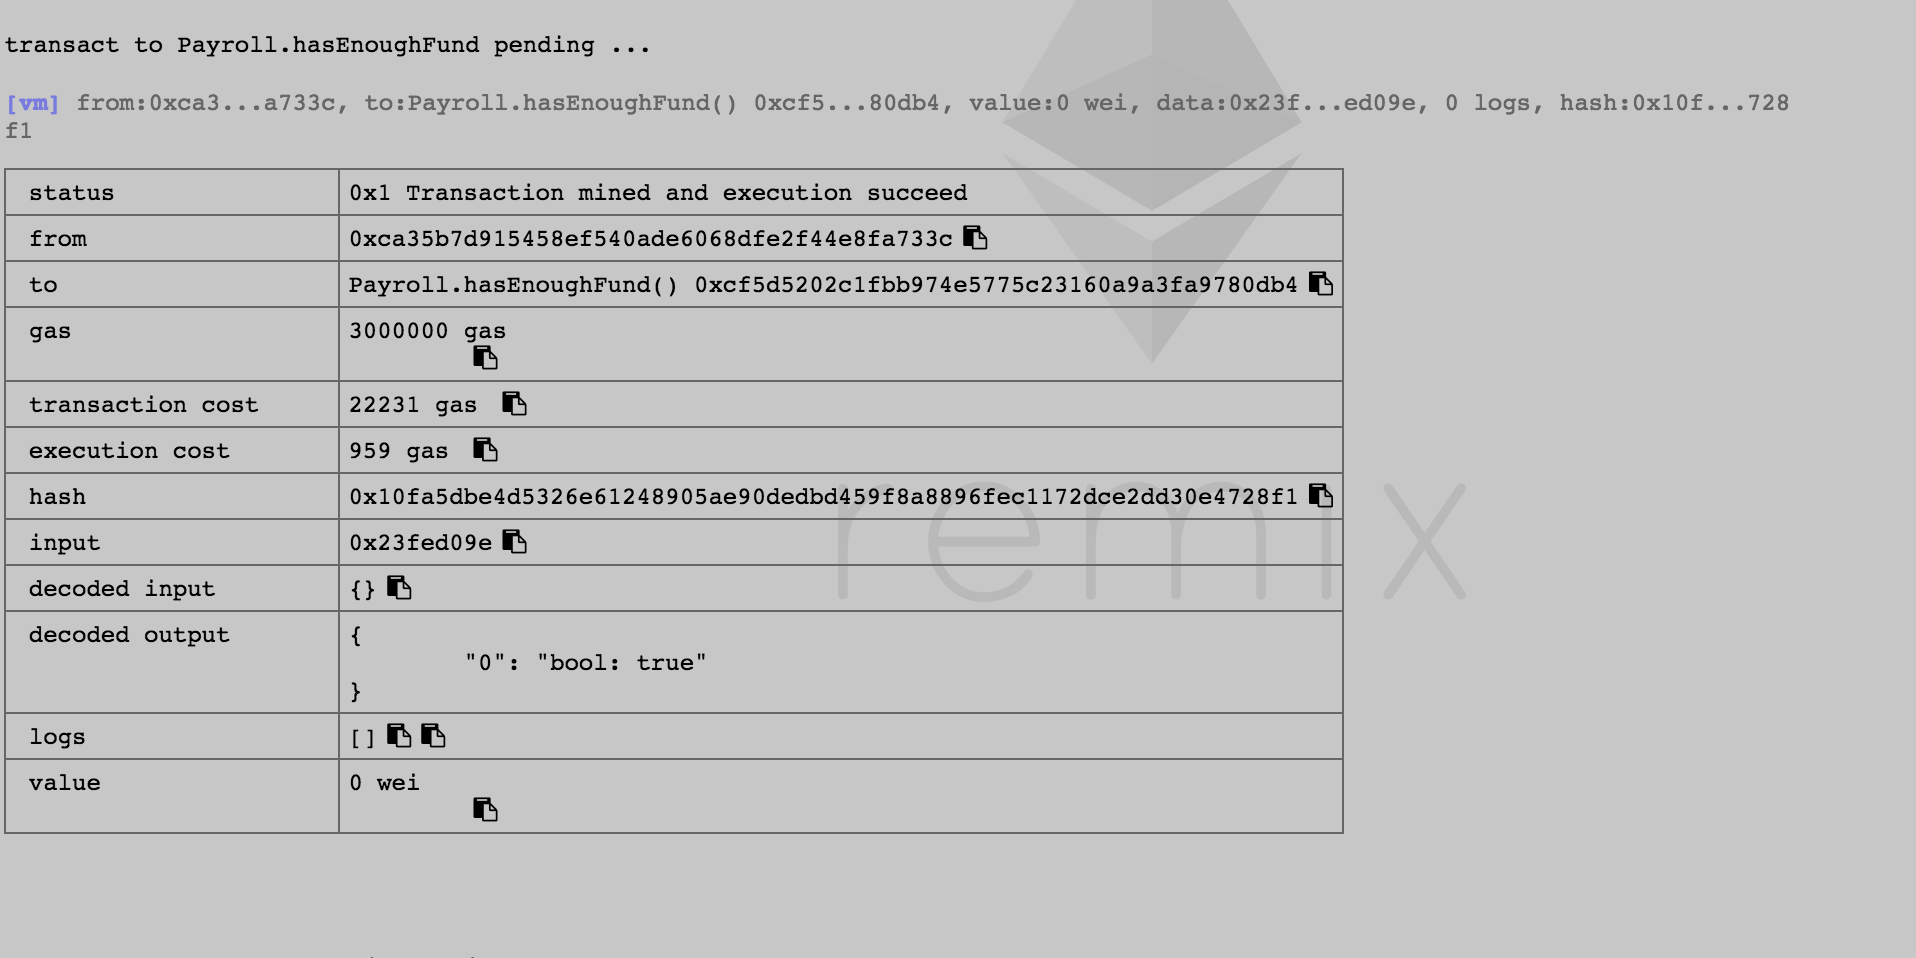 transact to Payroll.hasEnoughFund pending ...
[vm] from:0xca3...a733c, to:Payroll.hasEnoughFund() 0xcf5...80db4, value:0 wei, data:0x23f...ed09e, 0 logs, hash:0x10f...728
f1
status 0x1 Transaction mined and execution succeed
from 0xca35b7d915458ef540ade6068dfe2f44e8fa733c
to Payroll.hasEnoughFund() 0xcf5d5202c1fbb974e5775c23160a9a3fa9780db4
gas 3000000 gas
transaction cost 22231 gas
execution cost 959 gas
hash 0x10fa5dbe4d5326e61248905ae90dedbd459f8a8896fec1172dce2dd30e4728f1
input 0x23fed09e
decoded input {}
decoded output {
"0": "bool: true"
}
logs []
value 0 wei
remix